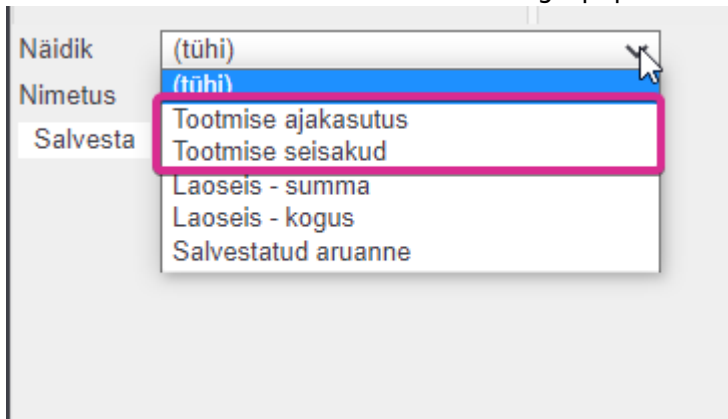 Näidik (tühi)
(tühi)
Nimetus
Tootmise ajakasutus
Salvesta
Tootmise seisakud
Laoseis - summa
Laoseis - kogus
Salvestatud aruanne